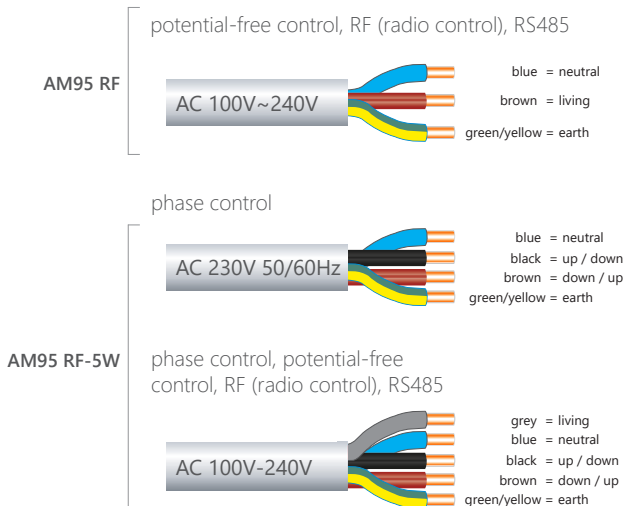 potential-free control, RF (radio control), RS485
AM95 RF
AC 100V~240V
blue = neutral
brown = living
green/yellow = earth
phase control
AC 230V 50/60Hz
blue = neutral
black = up / down
brown = down / up
green/yellow = earth
AM95 RF-5W
phase control, potential-free
control, RF (radio control), RS485
AC 100V-240V
grey = living
blue = neutral
black = up / down
brown = down / up
green/yellow = earth